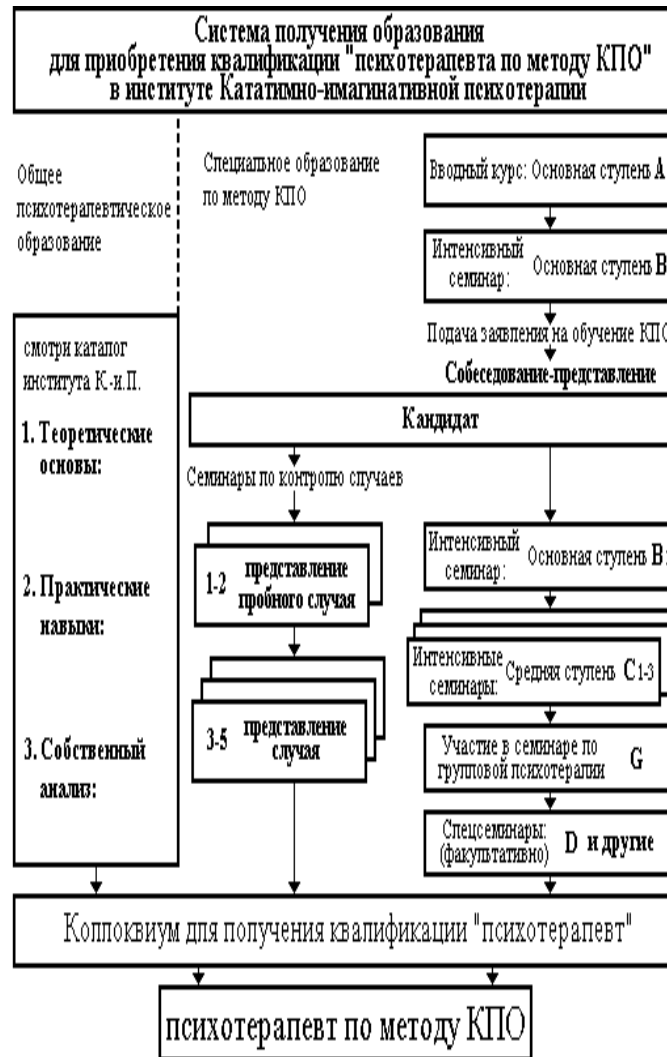 Система получения образования
для приобретения квалификации "психотерапевта по методу КПО"
в институте Кататимно-имагинативной психотерапии
Общее
психотерапевтическое
образование
Специальное образование
по методу КПО
Вводный курс: Основная ступень A
Интенсивный
семинар: Основная ступень B
Подача заявления на обучение КПО
Собеседование-представление
Кандидат
смотри каталог
института К.-и.П.
1. Теоретические
основы:
2. Практические
навыки:
3. Собственный
анализ:
Семинары по контролю случаев
1-2 представление
пробного случая
3-5 представление
случая
Интенсивный
семинар: Основная ступень B
Интенсивные
семинары: Средняя ступень C1-3
Участие в семинаре по
групповой психотерапии G
Спецсеминары:
(факультативно) D и другие
Коллоквиум для получения квалификации "психотерапевт"
психотерапевт по методу КПО